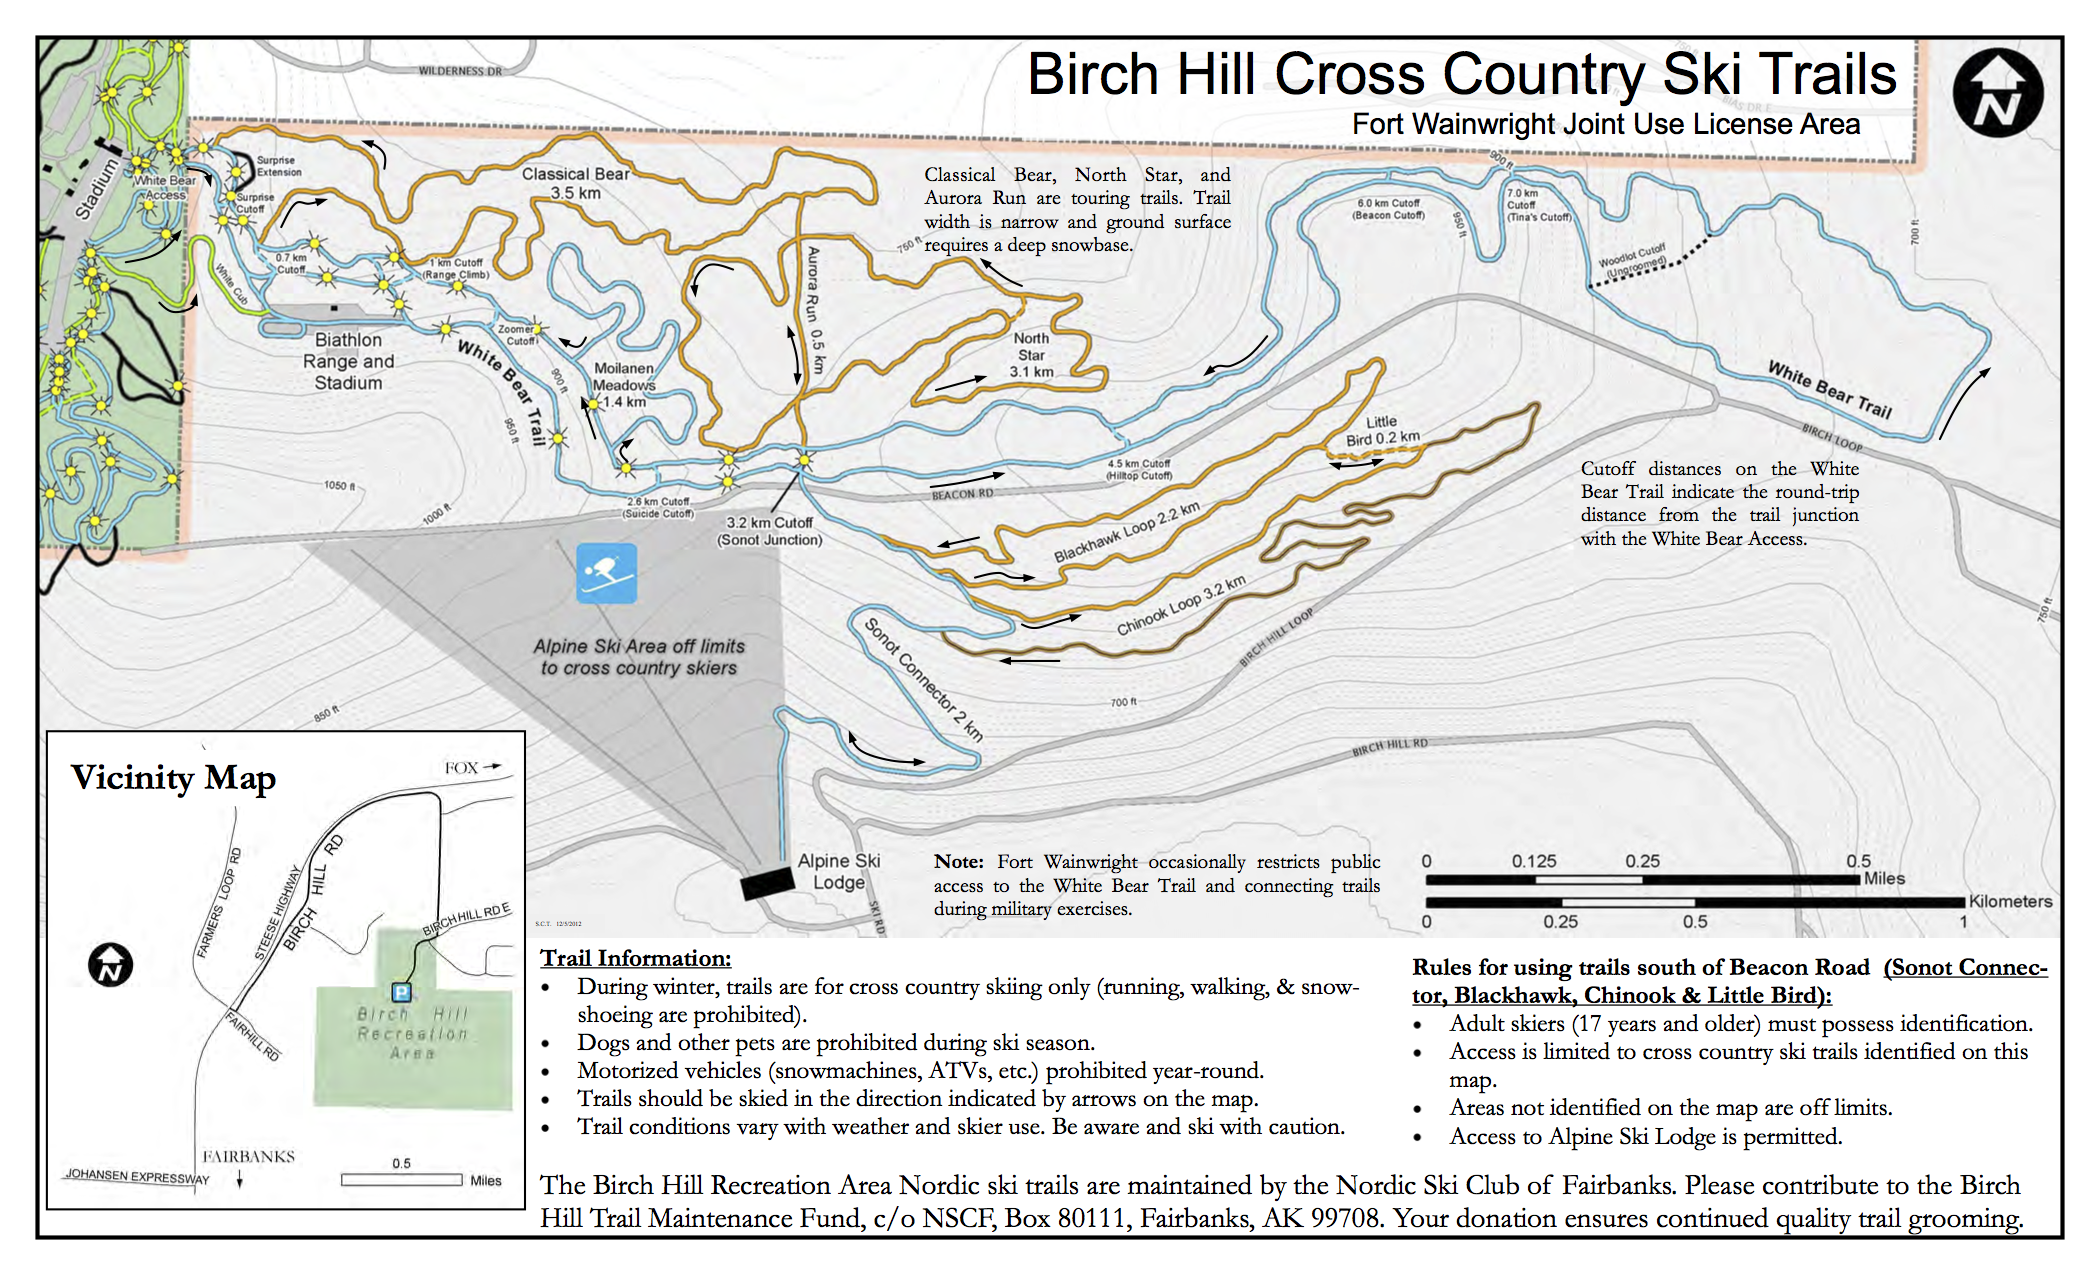 Birch Hill Cross Country Ski Trails
Fort Wainwright Joint Use License Area
N
WILDERNESS DR
BIAS DR E
Stadium
White Bear
Access
Surprise
Extension
Surprise
Cutoff
White Cub
0.7 km
Cutoff
1 km Cutoff
(Range Climb)
Classical Bear
3.5 km
Classical Bear, North Star, and
Aurora Run are touring trails. Trail
width is narrow and ground surface
requires a deep snowbase.
750 ft
900 ft
750 ft
6.0 km Cutoff
(Beacon Cutoff)
950 ft
7.0 km
Cutoff
(Tina's Cutoff)
Woodlot Cutoff
(Ungroomed)
700 ft
Biathlon
Range and
Stadium
Zoomer
Cutoff
White Bear Trail
900 ft
950 ft
Moilanen
Meadows
1.4 km
Aurora Run 0.5 km
North
Star
3.1 km
White Bear Trail
BIRCH LOOP
Little
Bird 0.2 km
4.5 km Cutoff
(Hilltop Cutoff)
BEACON RD
1050 ft
1000 ft
2.6 km Cutoff
(Suicide Cutoff)
3.2 km Cutoff
(Sonot Junction)
Blackhawk Loop 2.2 km
Chinook Loop 3.2 km
Cutoff distances on the White
Bear Trail indicate the round-trip
distance from the trail junction
with the White Bear Access.
Alpine Ski Area off limits
to cross country skiers
Sonot Connector 2 km
BIRCH HILL LOOP
750 ft
850 ft
700 ft
BIRCH HILL RD
Alpine Ski
Lodge
SKI RD
S.C.T. 12/5/2012
Note: Fort Wainwright occasionally restricts public
access to the White Bear Trail and connecting trails
during military exercises.
0 0.125 0.25 0.5
Miles
Kilometers
0 0.25 0.5 1
Vicinity Map
FOX
FARMERS LOOP RD
STEESE HIGHWAY
BIRCH HILL RD
BIRCH HILL RD E
N
P
Birch Hill
Recreation
Area
FAIRHILL RD
FAIRBANKS
JOHANSEN EXPRESSWAY
0.5
Miles
Trail Information:
• During winter, trails are for cross country skiing only (running, walking, & snow-
shoeing are prohibited).
• Dogs and other pets are prohibited during ski season.
• Motorized vehicles (snowmachines, ATVs, etc.) prohibited year-round.
• Trails should be skied in the direction indicated by arrows on the map.
• Trail conditions vary with weather and skier use. Be aware and ski with caution.
Rules for using trails south of Beacon Road (Sonot Connec-
tor, Blackhawk, Chinook & Little Bird):
• Adult skiers (17 years and older) must possess identification.
• Access is limited to cross country ski trails identified on this
map.
• Areas not identified on the map are off limits.
• Access to Alpine Ski Lodge is permitted.
The Birch Hill Recreation Area Nordic ski trails are maintained by the Nordic Ski Club of Fairbanks. Please contribute to the Birch
Hill Trail Maintenance Fund, c/o NSCF, Box 80111, Fairbanks, AK 99708. Your donation ensures continued quality trail grooming.